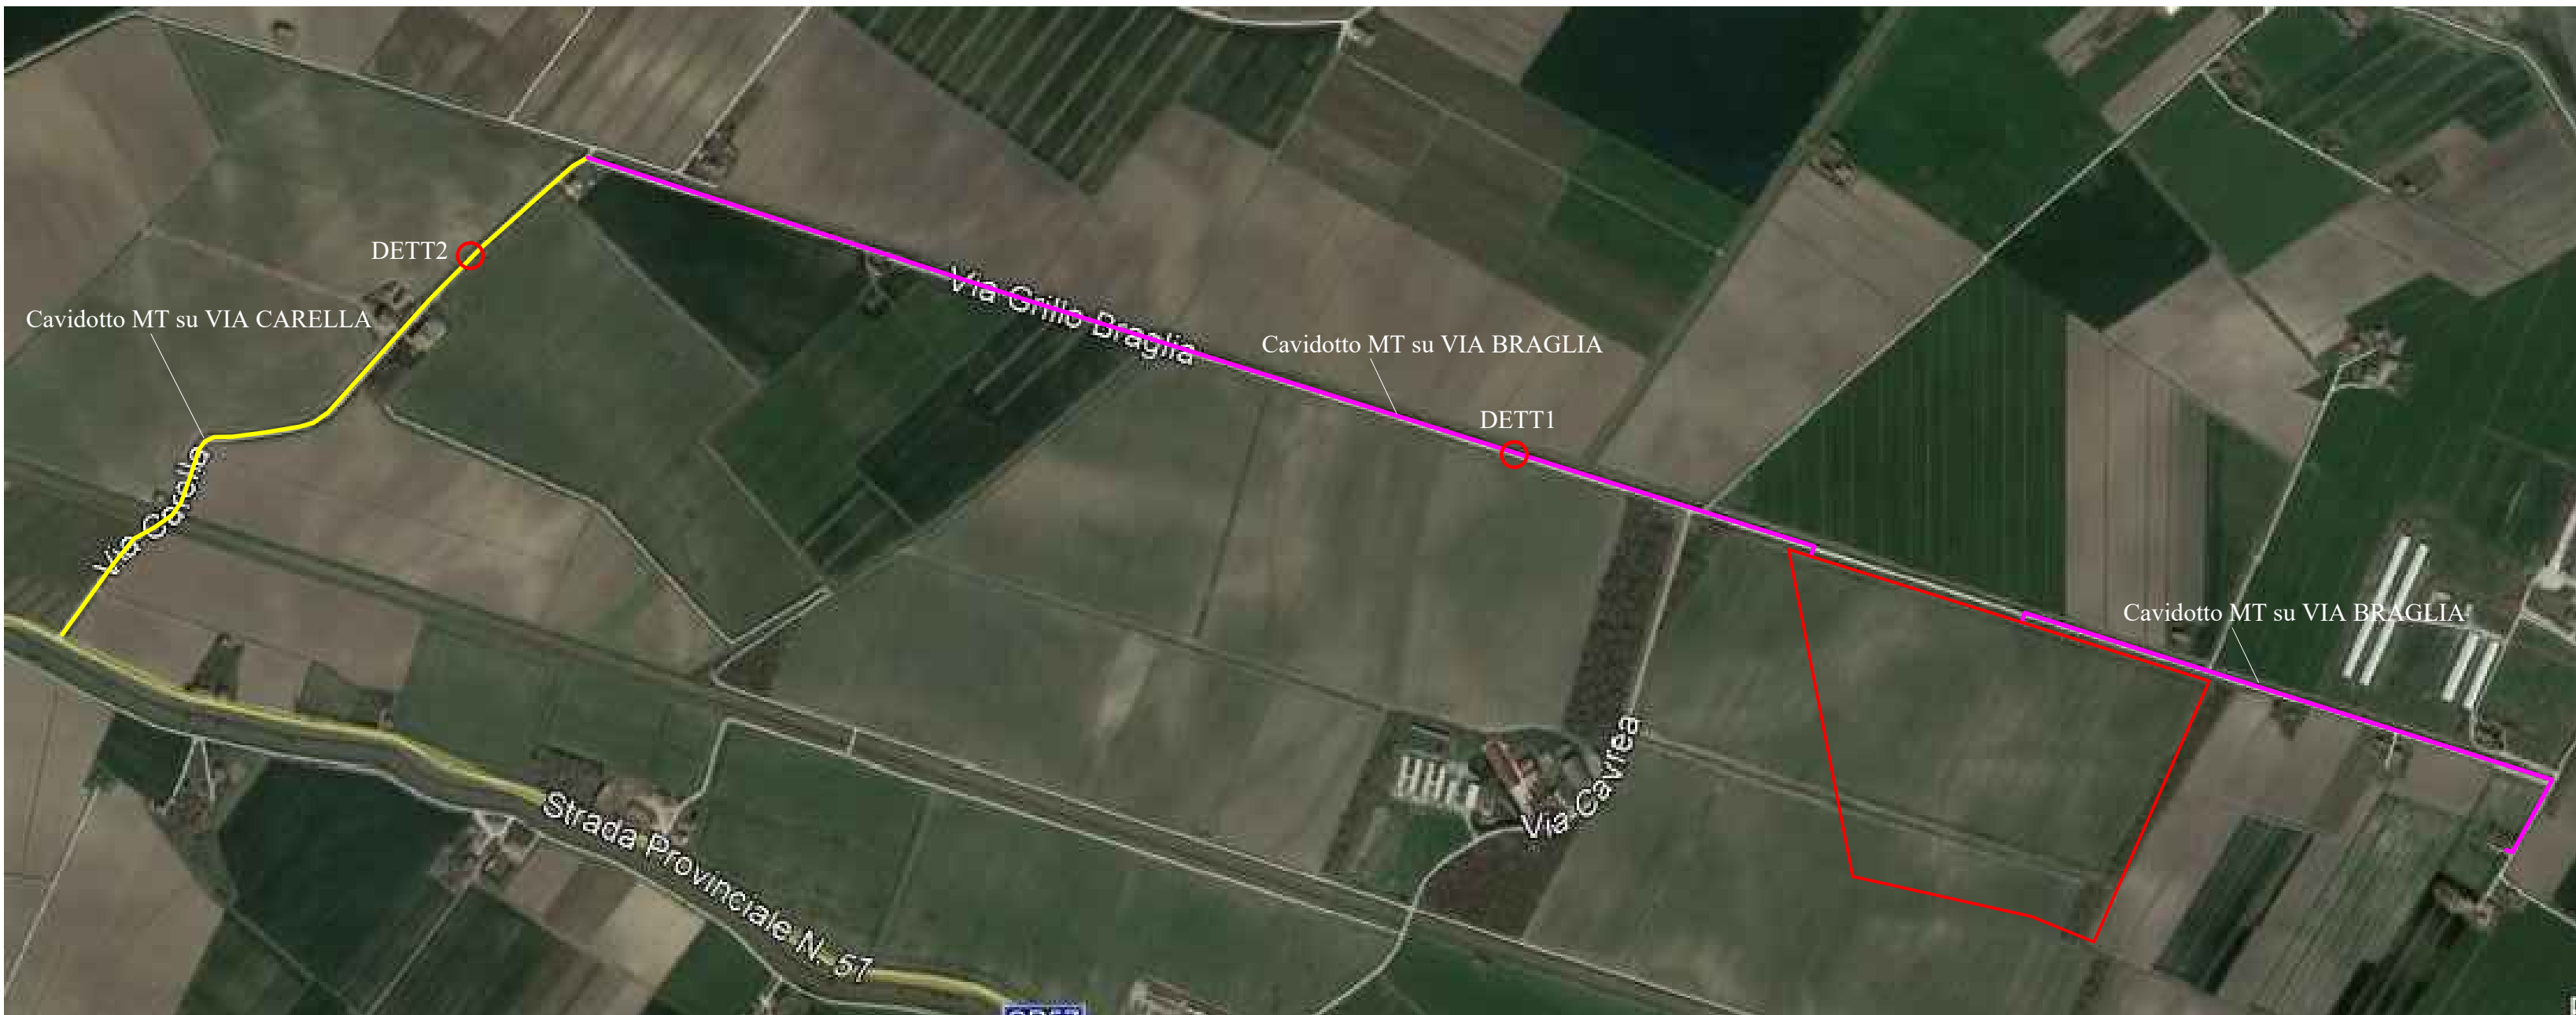 DETT2
Cavidotto MT su VIA CARELLA
Via Grillo Braglia
Cavidotto MT su VIA BRAGLIA
DETT1
Via Carella
Cavidotto MT su VIA BRAGLIA
Via Cavrea
Strada Provinciale N. 57
SP57